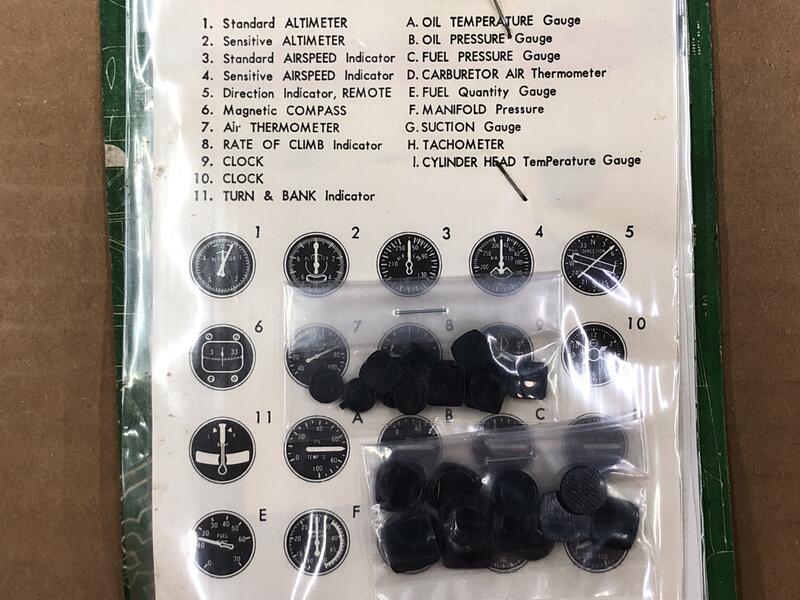 1. Standard ALTIMETER
2. Sensitive ALTIMETER
3. Standard AIRSPEED Indicator
4. Sensitive AIRSPEED Indicator
5. Direction Indicator, REMOTE
6. Magnetic COMPASS
7. Air THERMOMETER
8. RATE OF CLIMB Indicator
9. CLOCK
10. CLOCK
11. TURN & BANK Indicator
A. OIL TEMPERATURE Gauge
B. OIL PRESSURE Gauge
C. FUEL PRESSURE Gauge
D. CARBURETOR AIR Thermometer
E. FUEL Quantity Gauge
F. MANIFOLD Pressure
G. SUCTION Gauge
H. TACHOMETER
I. CYLINDER HEAD TemPerature Gauge
1 2 3 4 5
6 7 8 9 10
11 A B C
E F
OIL
TEMP °C
FUEL